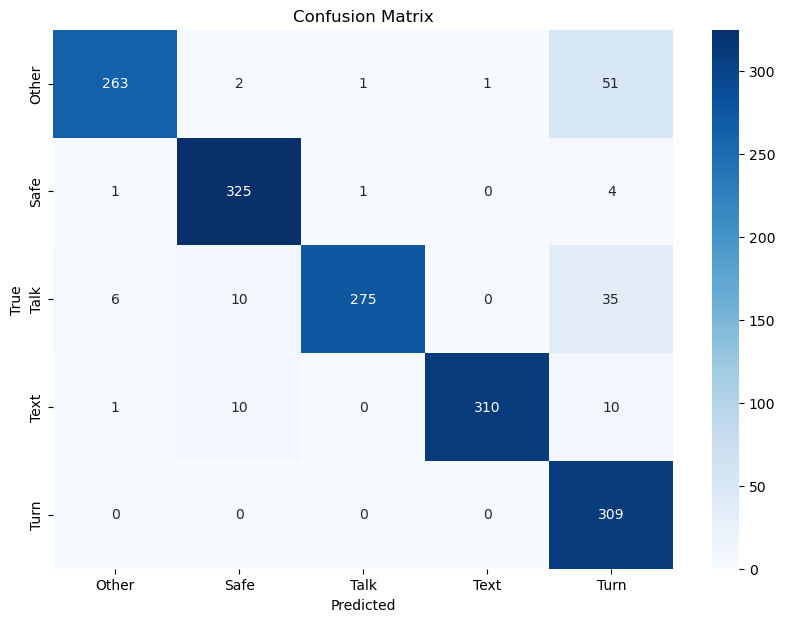 Confusion Matrix
Other 263 2 1 1 51
Safe 1 325 1 0 4
Talk 6 10 275 0 35
Text 1 10 0 310 10
Turn 0 0 0 0 309
Other Safe Talk Text Turn
Predicted
True
300
250
200
150
100
50
0